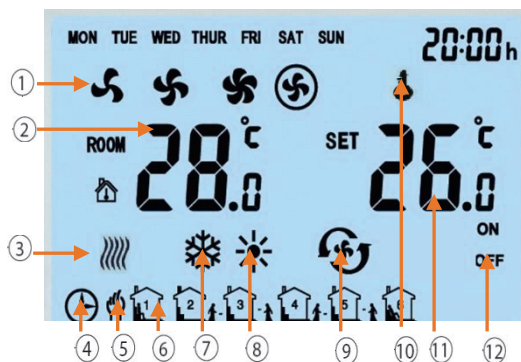 MON TUE WED THUR FRI SAT SUN 20:00 h
1
2 ROOM 28.0 °C SET 26.0 °C
ON
3 OFF
1 2 3 4 5 6
4 5 6 7 8 9 10 11 12